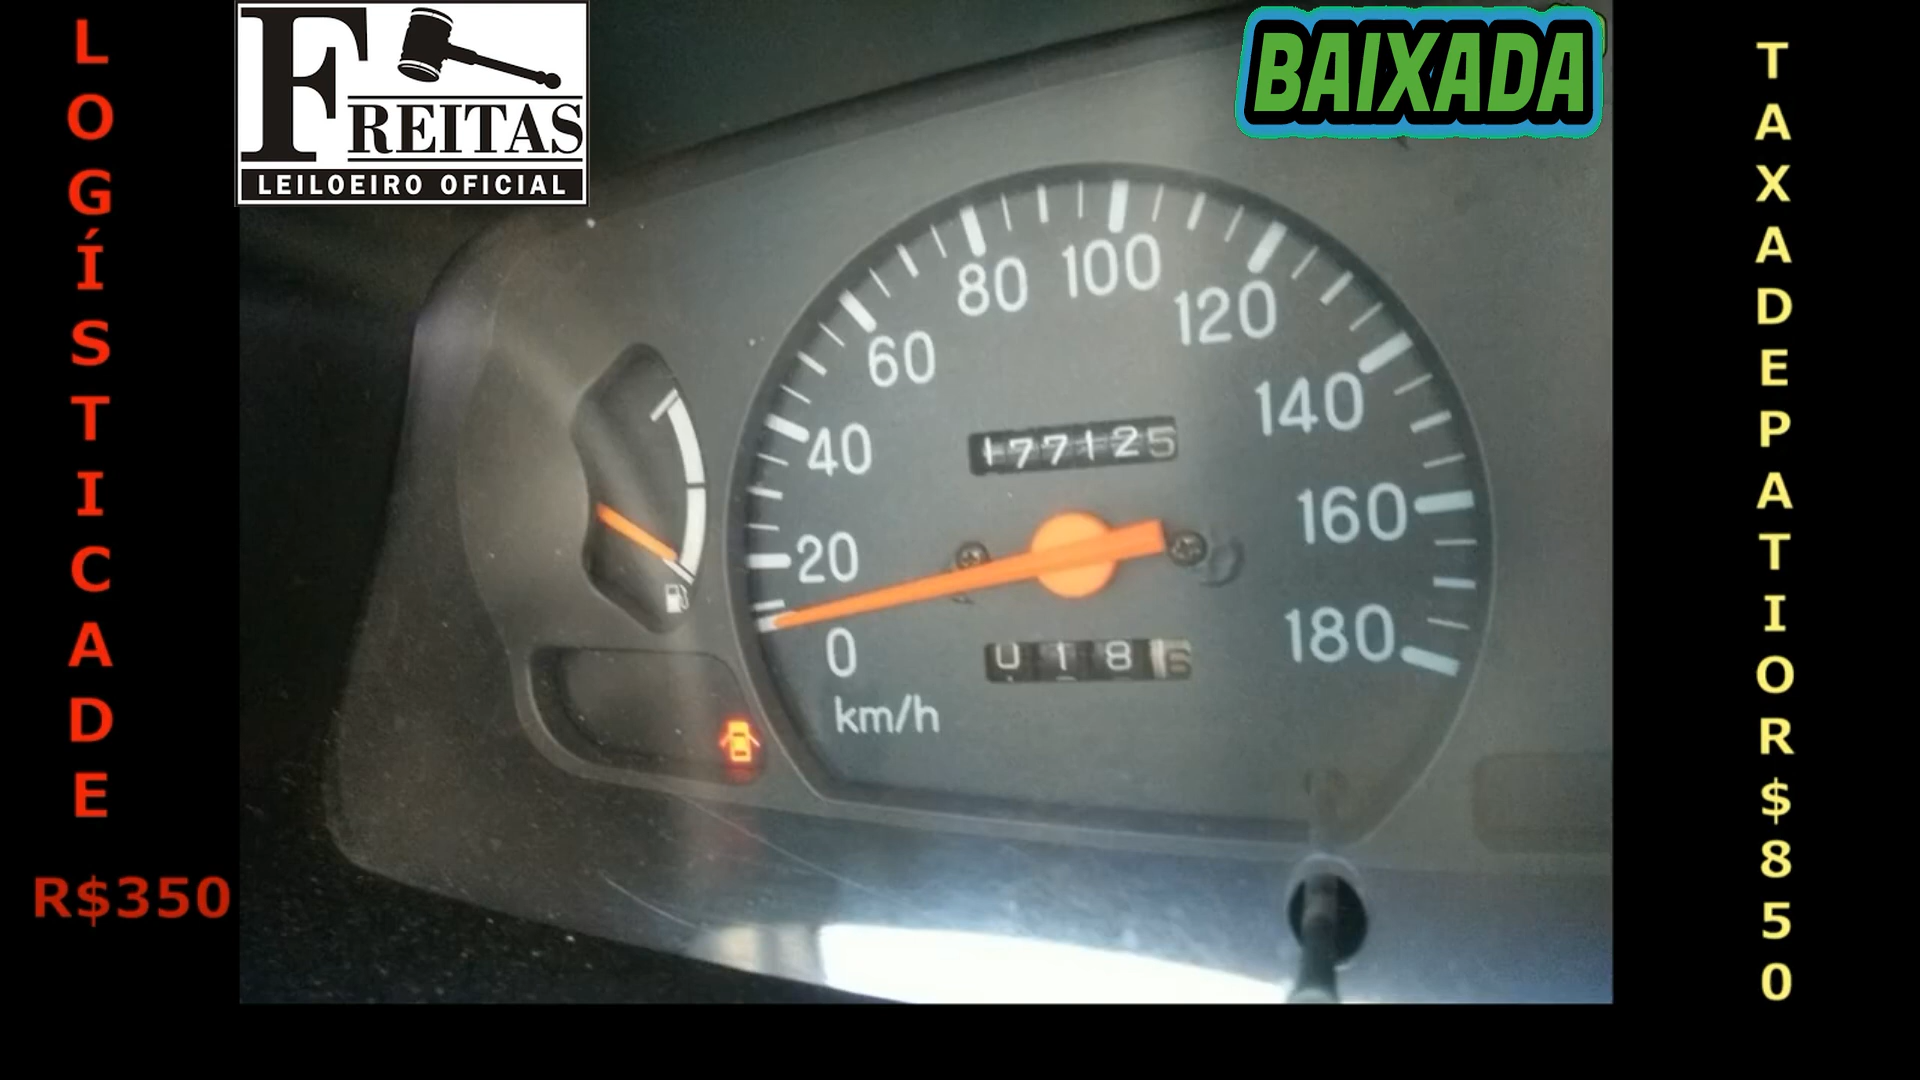 LOGÍSTICADE
R$350
FREITAS
LEILOEIRO OFICIAL
BAIXADA
TAXADEPATIOR$850
0
20
40
60
80
100
120
140
160
180
km/h
177125
0186